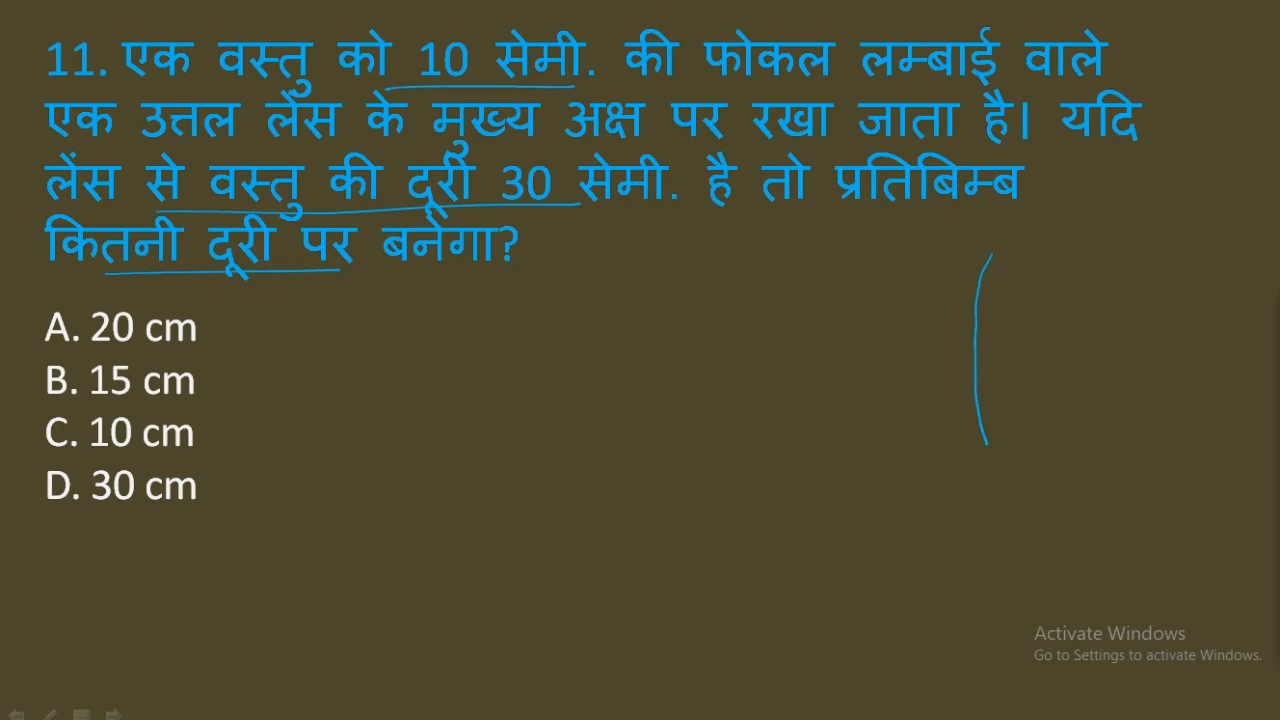 11. एक वस्तु को 10 सेमी. की फोकल लम्बाई वाले
एक उत्तल लेंस के मुख्य अक्ष पर रखा जाता है। यदि
लेंस से वस्तु की दूरी 30 सेमी. है तो प्रतिबिम्ब
कितनी दूरी पर बनेगा?
A. 20 cm
B. 15 cm
C. 10 cm
D. 30 cm
Activate Windows
Go to Settings to activate Windows.